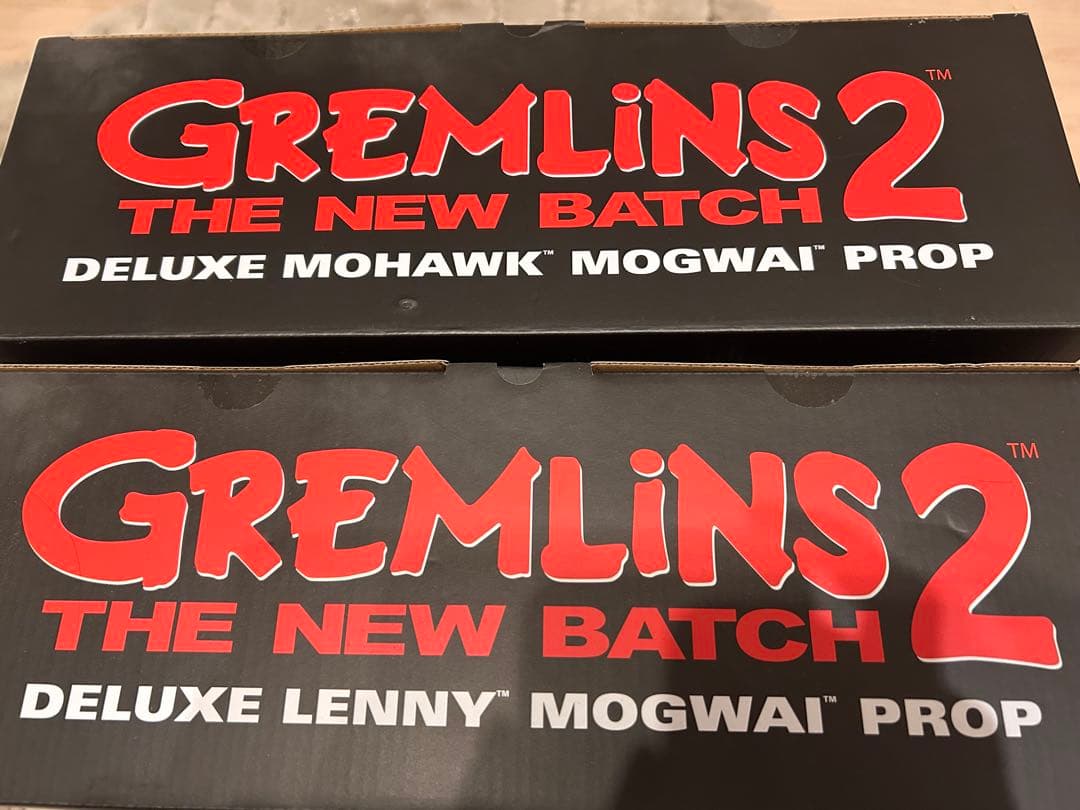 GREMLiNS 2™
THE NEW BATCH
DELUXE MOHAWK™ MOGWAI™ PROP
GREMLiNS 2™
THE NEW BATCH
DELUXE LENNY™ MOGWAI™ PROP